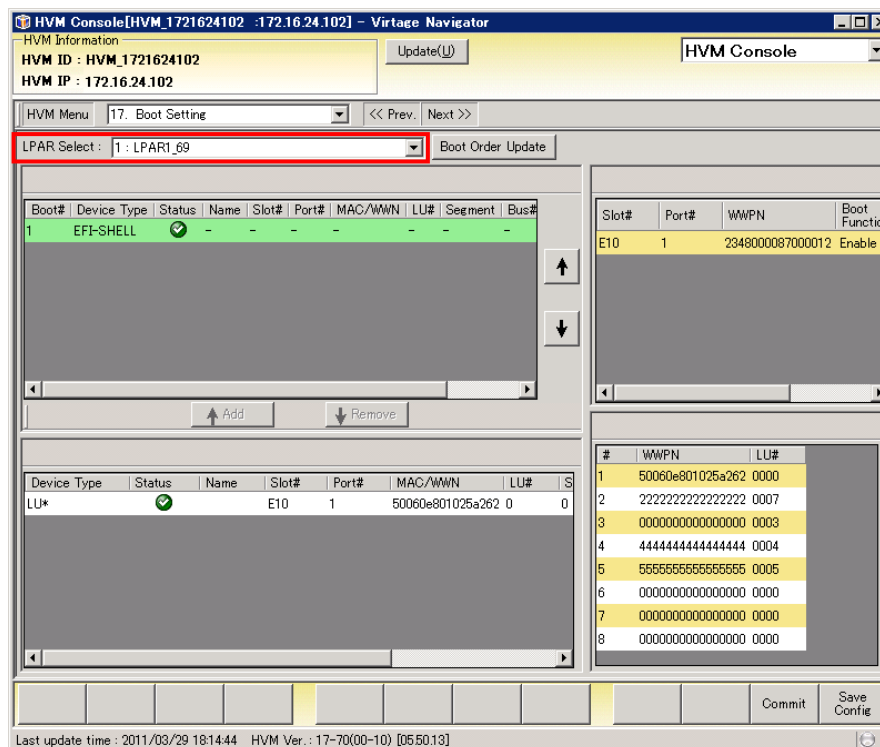 HVM Console[HVM_1721624102 :172.16.24.102] - Virtage Navigator
HVM Information
HVM ID : HVM_1721624102
HVM IP : 172.16.24.102
Update(U)
HVM Console
HVM Menu 17. Boot Setting << Prev. Next >>
LPAR Select : 1 : LPAR1_69 Boot Order Update
Boot# Device Type Status Name Slot# Port# MAC/WWN LU# Segment Bus#
1 EFI-SHELL - - - - - - -
Add Remove
Device Type Status Name Slot# Port# MAC/WWN LU# S
LU* E10 1 50060e801025a262 0 0
Slot# Port# WWPN Boot
Functio
E10 1 2348000087000012 Enable
# WWPN LU#
1 50060e801025a262 0000
2 2222222222222222 0007
3 0000000000000000 0003
4 4444444444444444 0004
5 5555555555555555 0005
6 0000000000000000 0000
7 0000000000000000 0000
8 0000000000000000 0000
Commit Save
Config
Last update time : 2011/03/29 18:14:44 HVM Ver. : 17-70(00-10) [05.50.13]